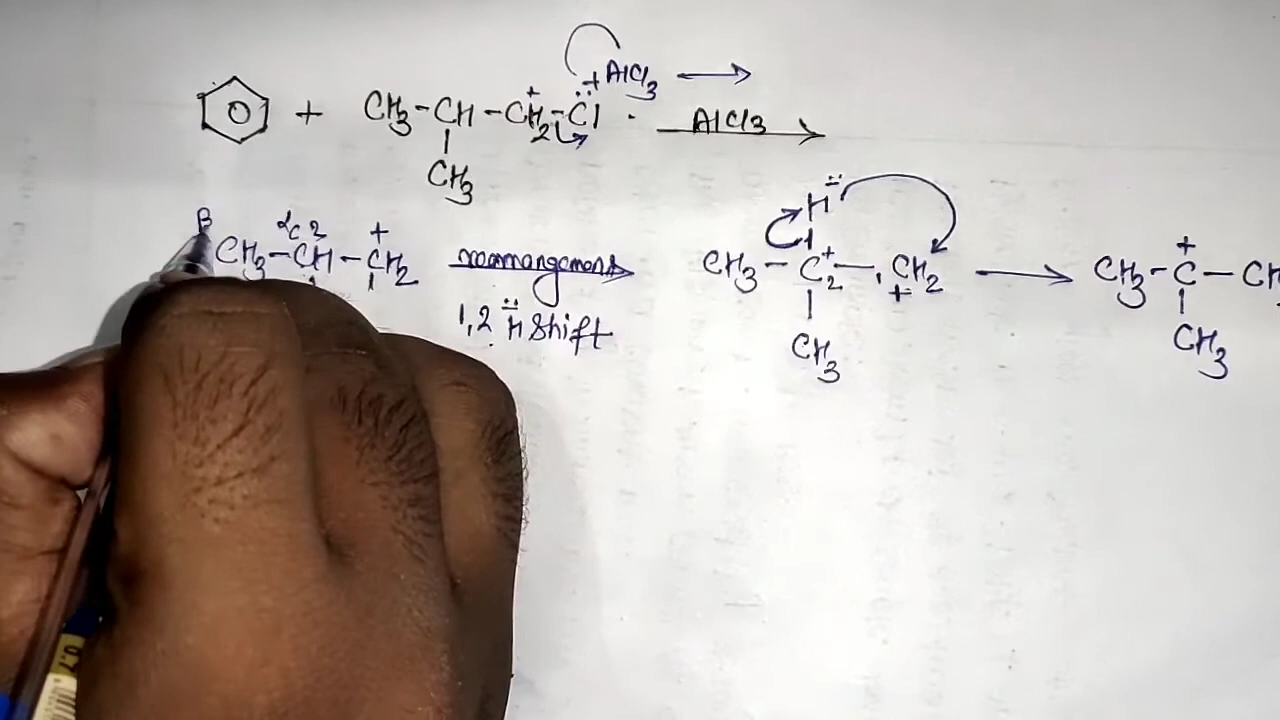 + AlCl3 →
+ CH3-CH-CH2-Cl AlCl3 →
CH3
H
β αC2 +
CH3-CH-CH2 rearrangement → CH3-C2-CH2 → CH3-C-CH
1,2 H Shift CH3 CH3